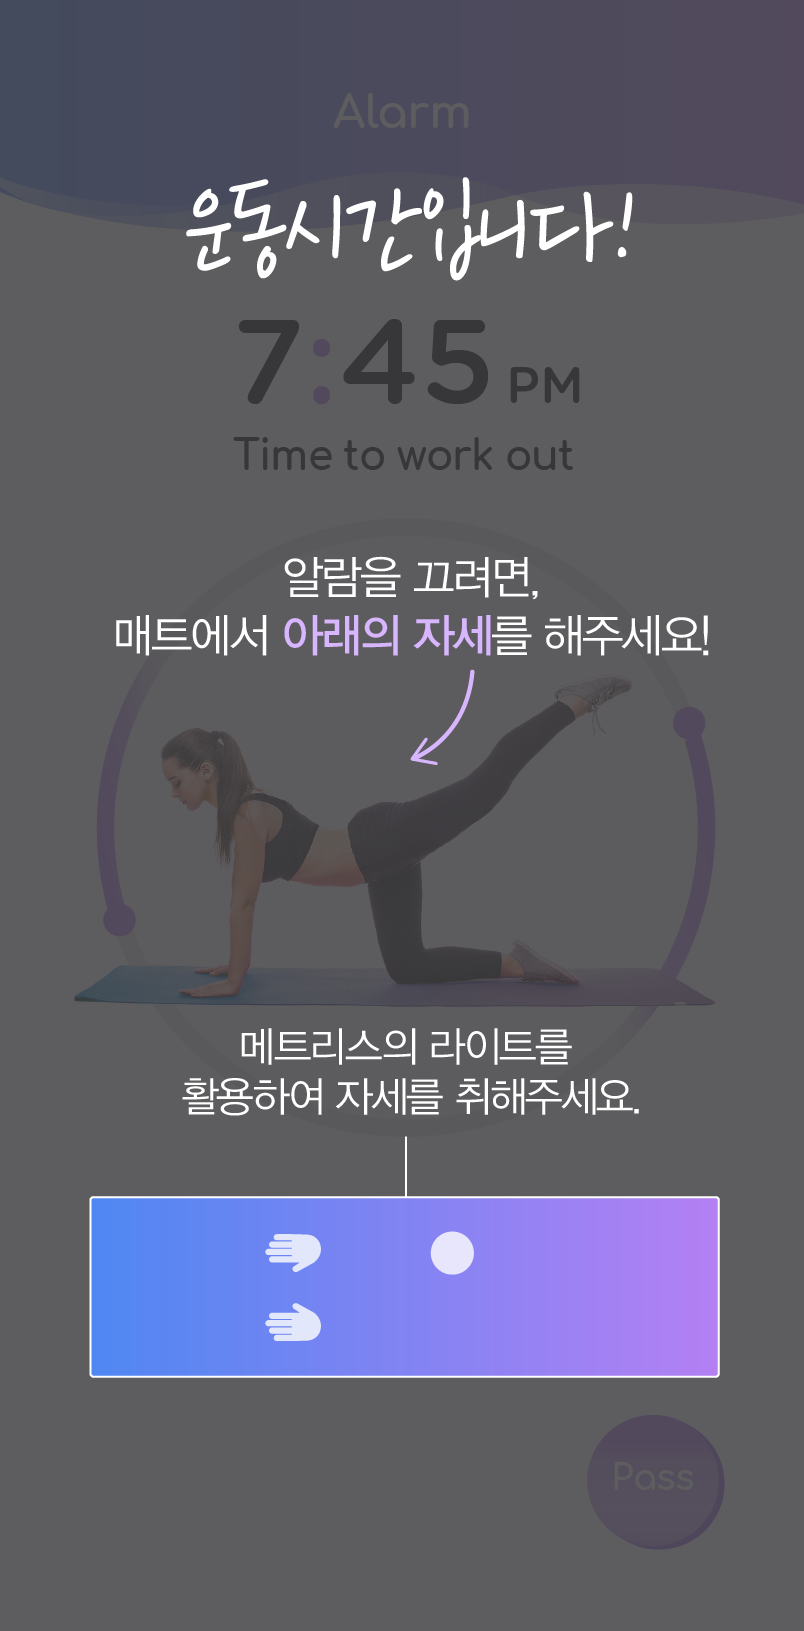 Alarm
운동시간입니다!
7:45 PM
Time to work out
알람을 끄려면,
매트에서 아래의 자세를 해주세요!
메트리스의 라이트를
활용하여 자세를 취해주세요.
Pass